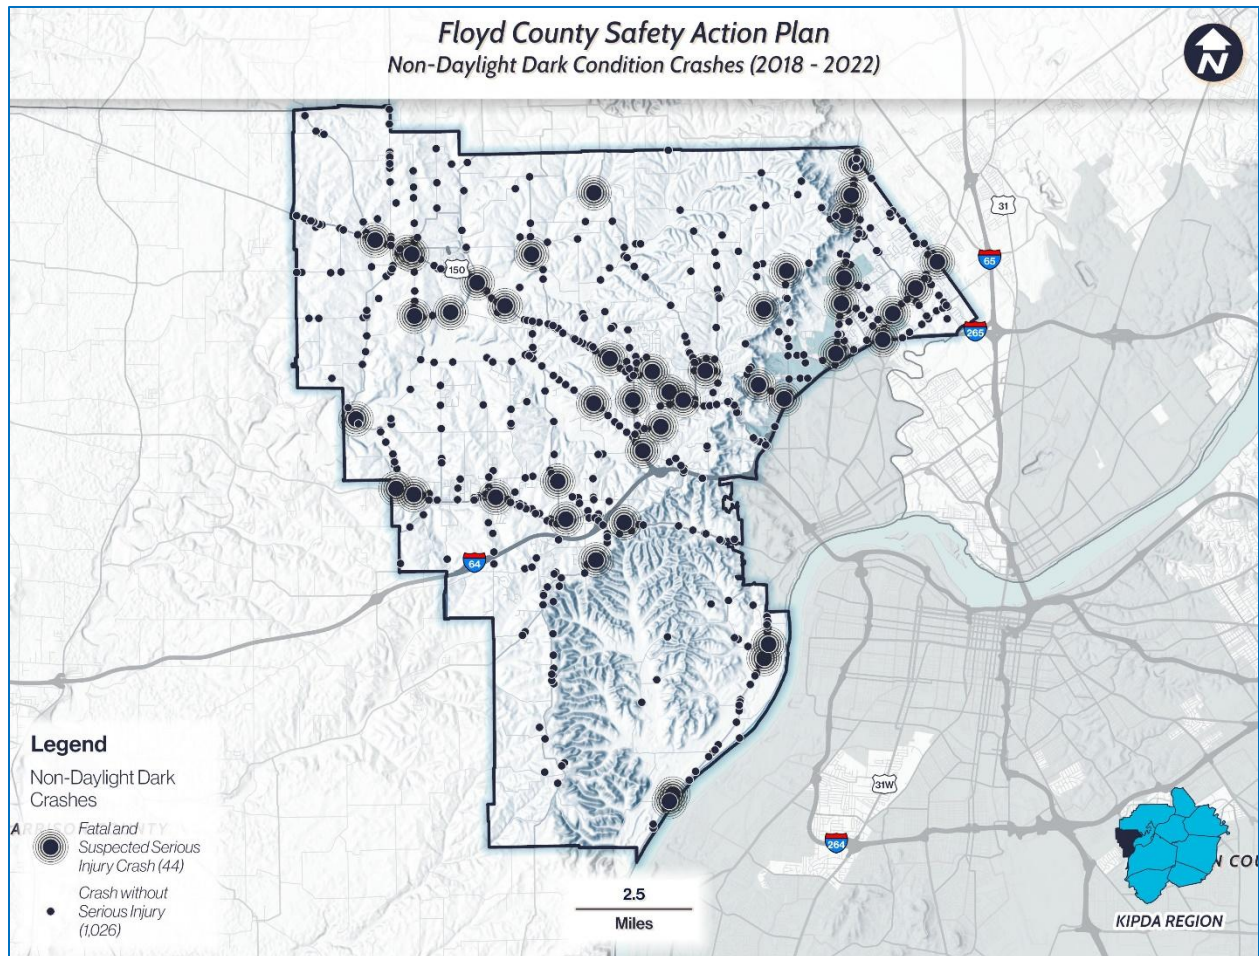 Floyd County Safety Action Plan
Non-Daylight Dark Condition Crashes (2018 - 2022)
N
31
65
150
265
64
Legend
Non-Daylight Dark
Crashes
Fatal and
Suspected Serious
Injury Crash (44)
Crash without
Serious Injury
(1,026)
2.5
Miles
31W
264
N COU
KIPDA REGION